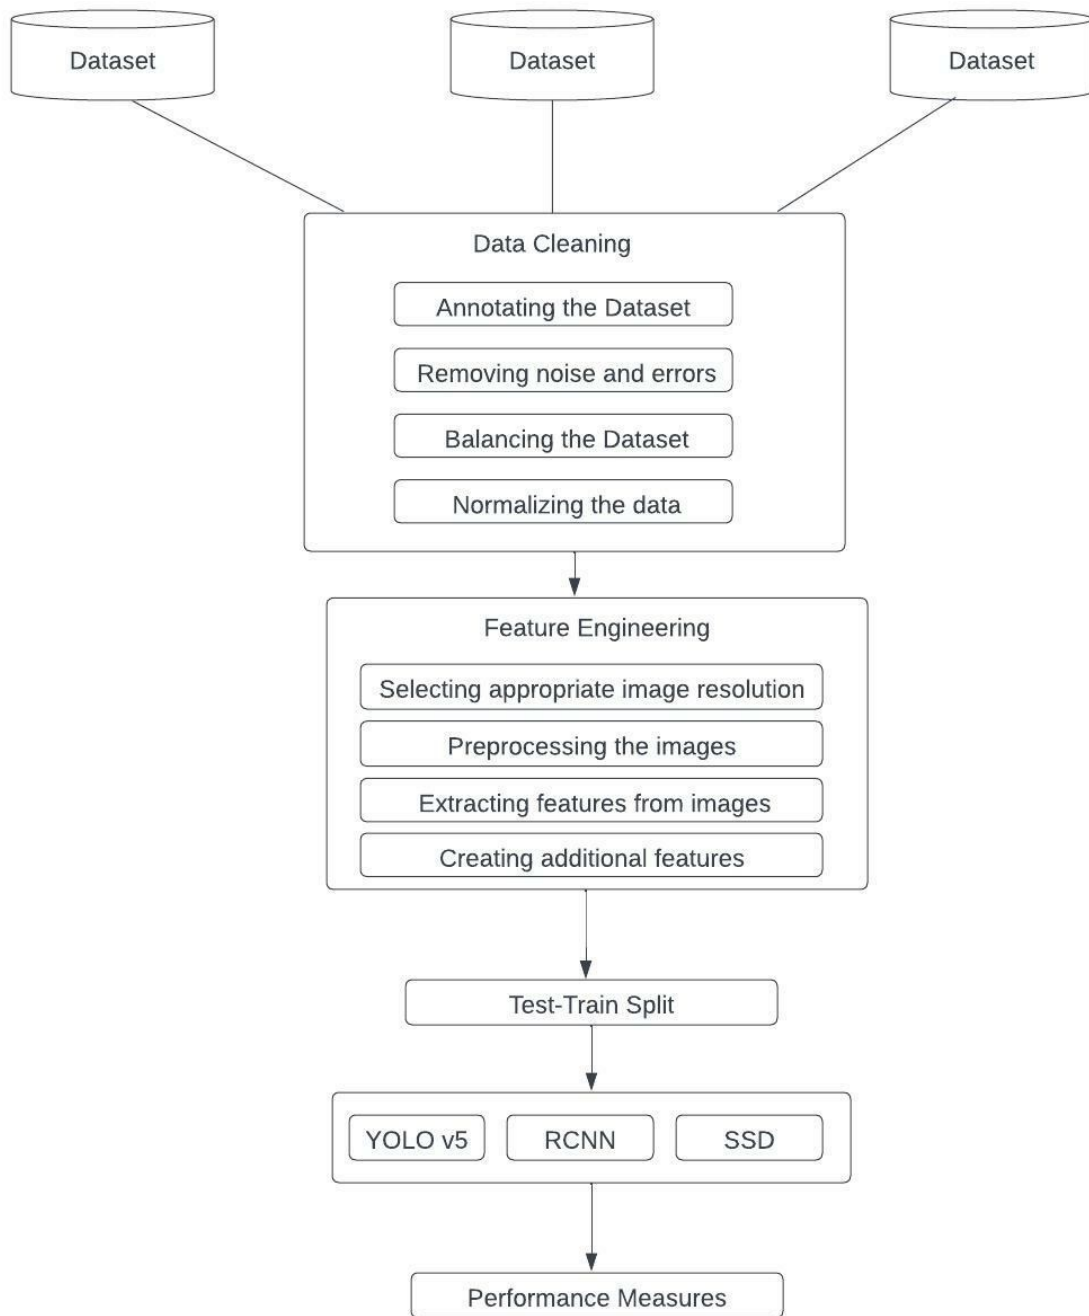 Dataset
Dataset
Dataset
Data Cleaning
Annotating the Dataset
Removing noise and errors
Balancing the Dataset
Normalizing the data
Feature Engineering
Selecting appropriate image resolution
Preprocessing the images
Extracting features from images
Creating additional features
Test-Train Split
YOLO v5
RCNN
SSD
Performance Measures